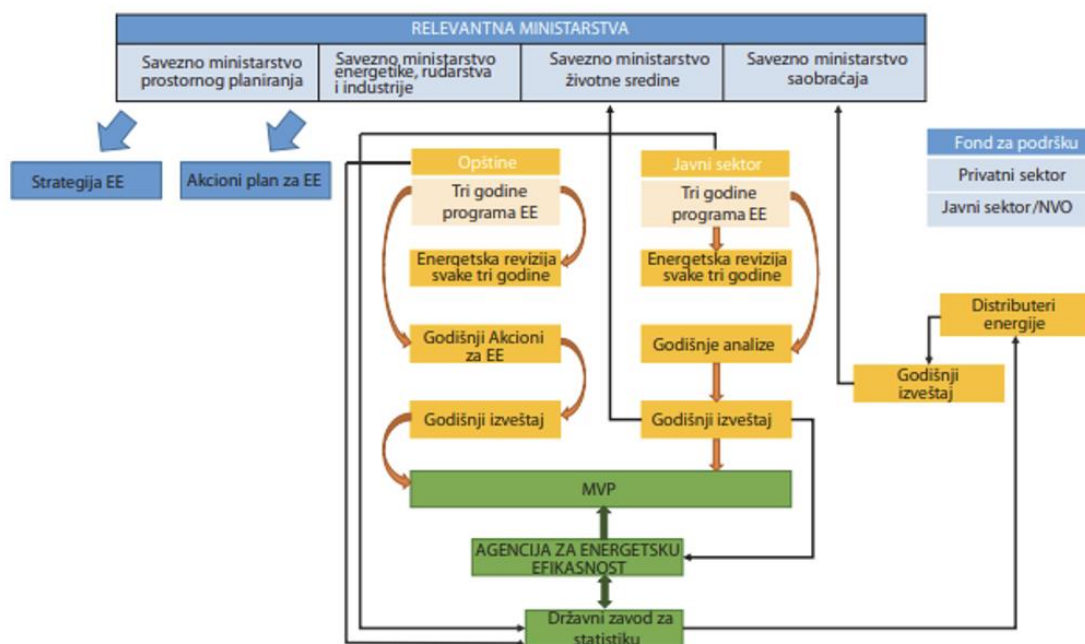 RELEVANTNA MINISTARSTVA
Savezno ministarstvo
prostornog planiranja
Savezno ministarstvo
energetike, rudarstva
i industrije
Savezno ministarstvo
životne sredine
Savezno ministarstvo
saobraćaja
Strategija EE
Akcioni plan za EE
Opštine
Tri godine
programa EE
Energetska revizija
svake tri godine
Godišnji Akcioni
za EE
Godišnji izveštaj
Javni sektor
Tri godine
programa EE
Energetska revizija
svake tri godine
Godišnje analize
Godišnji izveštaj
Fond za podršku
Privatni sektor
Javni sektor/NVO
Distributeri
energije
Godišnji
izveštaj
MVP
AGENCIJA ZA ENERGETSKU
EFIKASNOST
Državni zavod za
statistiku